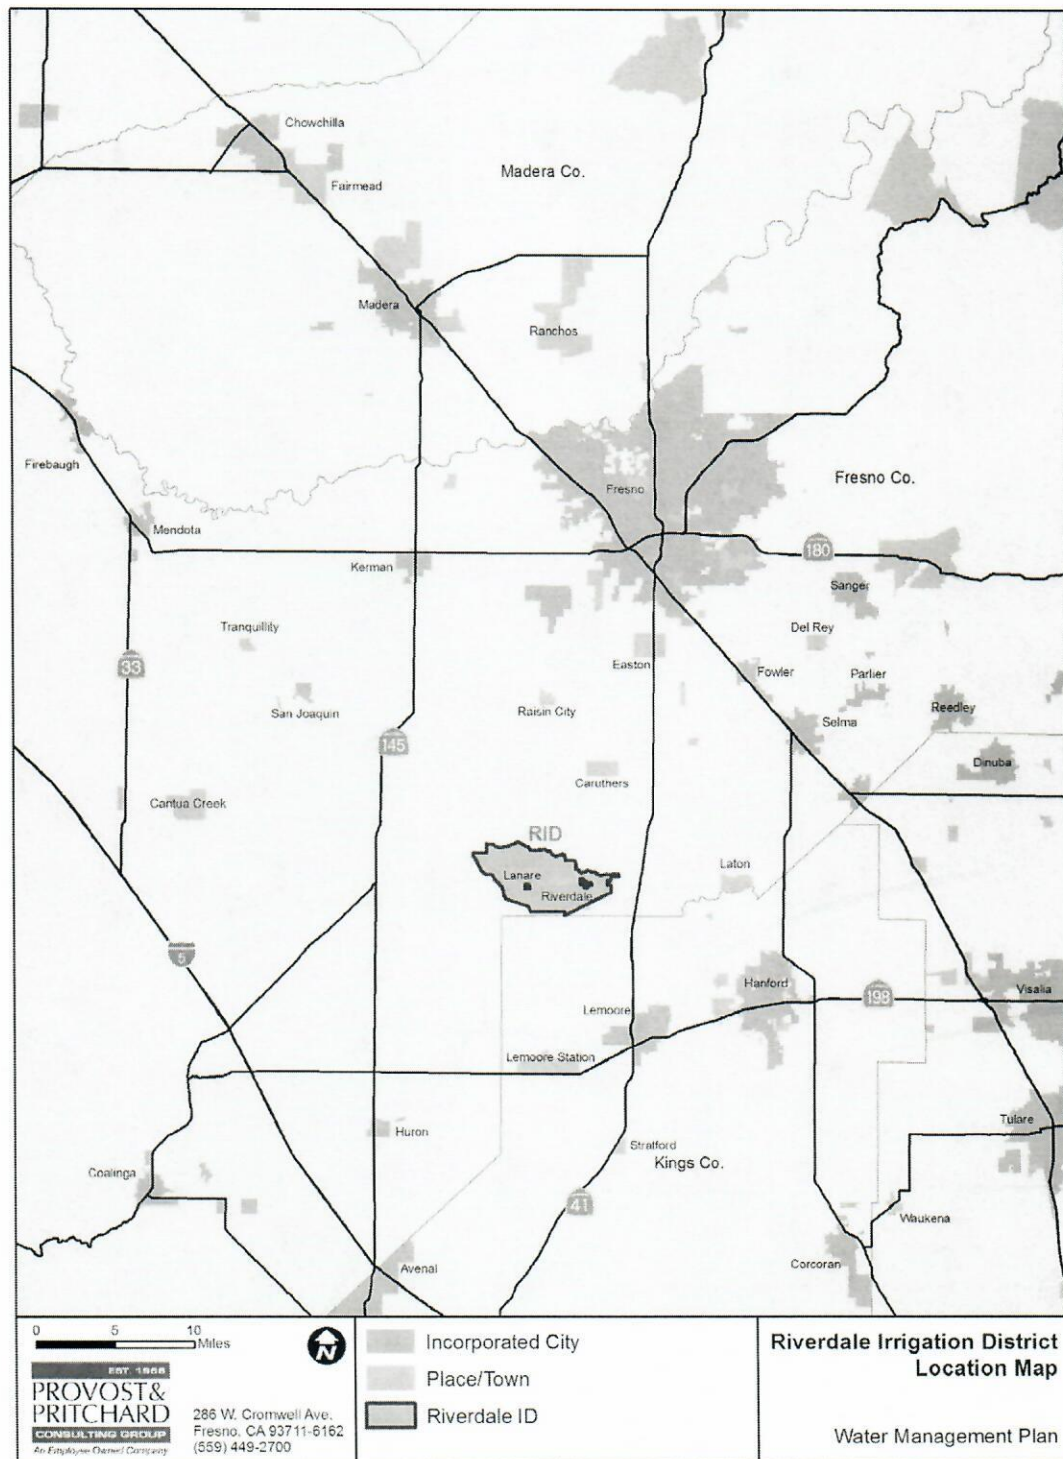 Chowchilla
Fairmead
Madera Co.
Madera
Ranchos
Firebaugh
Fresno
Fresno Co.
Mendota
Kerman
180
Sanger
Tranquillity
Del Rey
33
Easton
Fowler
Parlier
San Joaquin
Raisin City
Reedley
Selma
145
Dinuba
Caruthers
Cantua Creek
RID
Lanare
Riverdale
Laton
5
Hanford
198
Visalia
Lemoore
Lemoore Station
Huron
Stratford
Tulare
Kings Co.
Coalinga
41
Waukena
Avenal
Corcoran
0 5 10
Miles
N
EST. 1968
PROVOST&
PRITCHARD
CONSULTING GROUP
An Employee Owned Company
286 W. Cromwell Ave.
Fresno, CA 93711-6162
(559) 449-2700
Incorporated City
Place/Town
Riverdale ID
Riverdale Irrigation District
Location Map
Water Management Plan